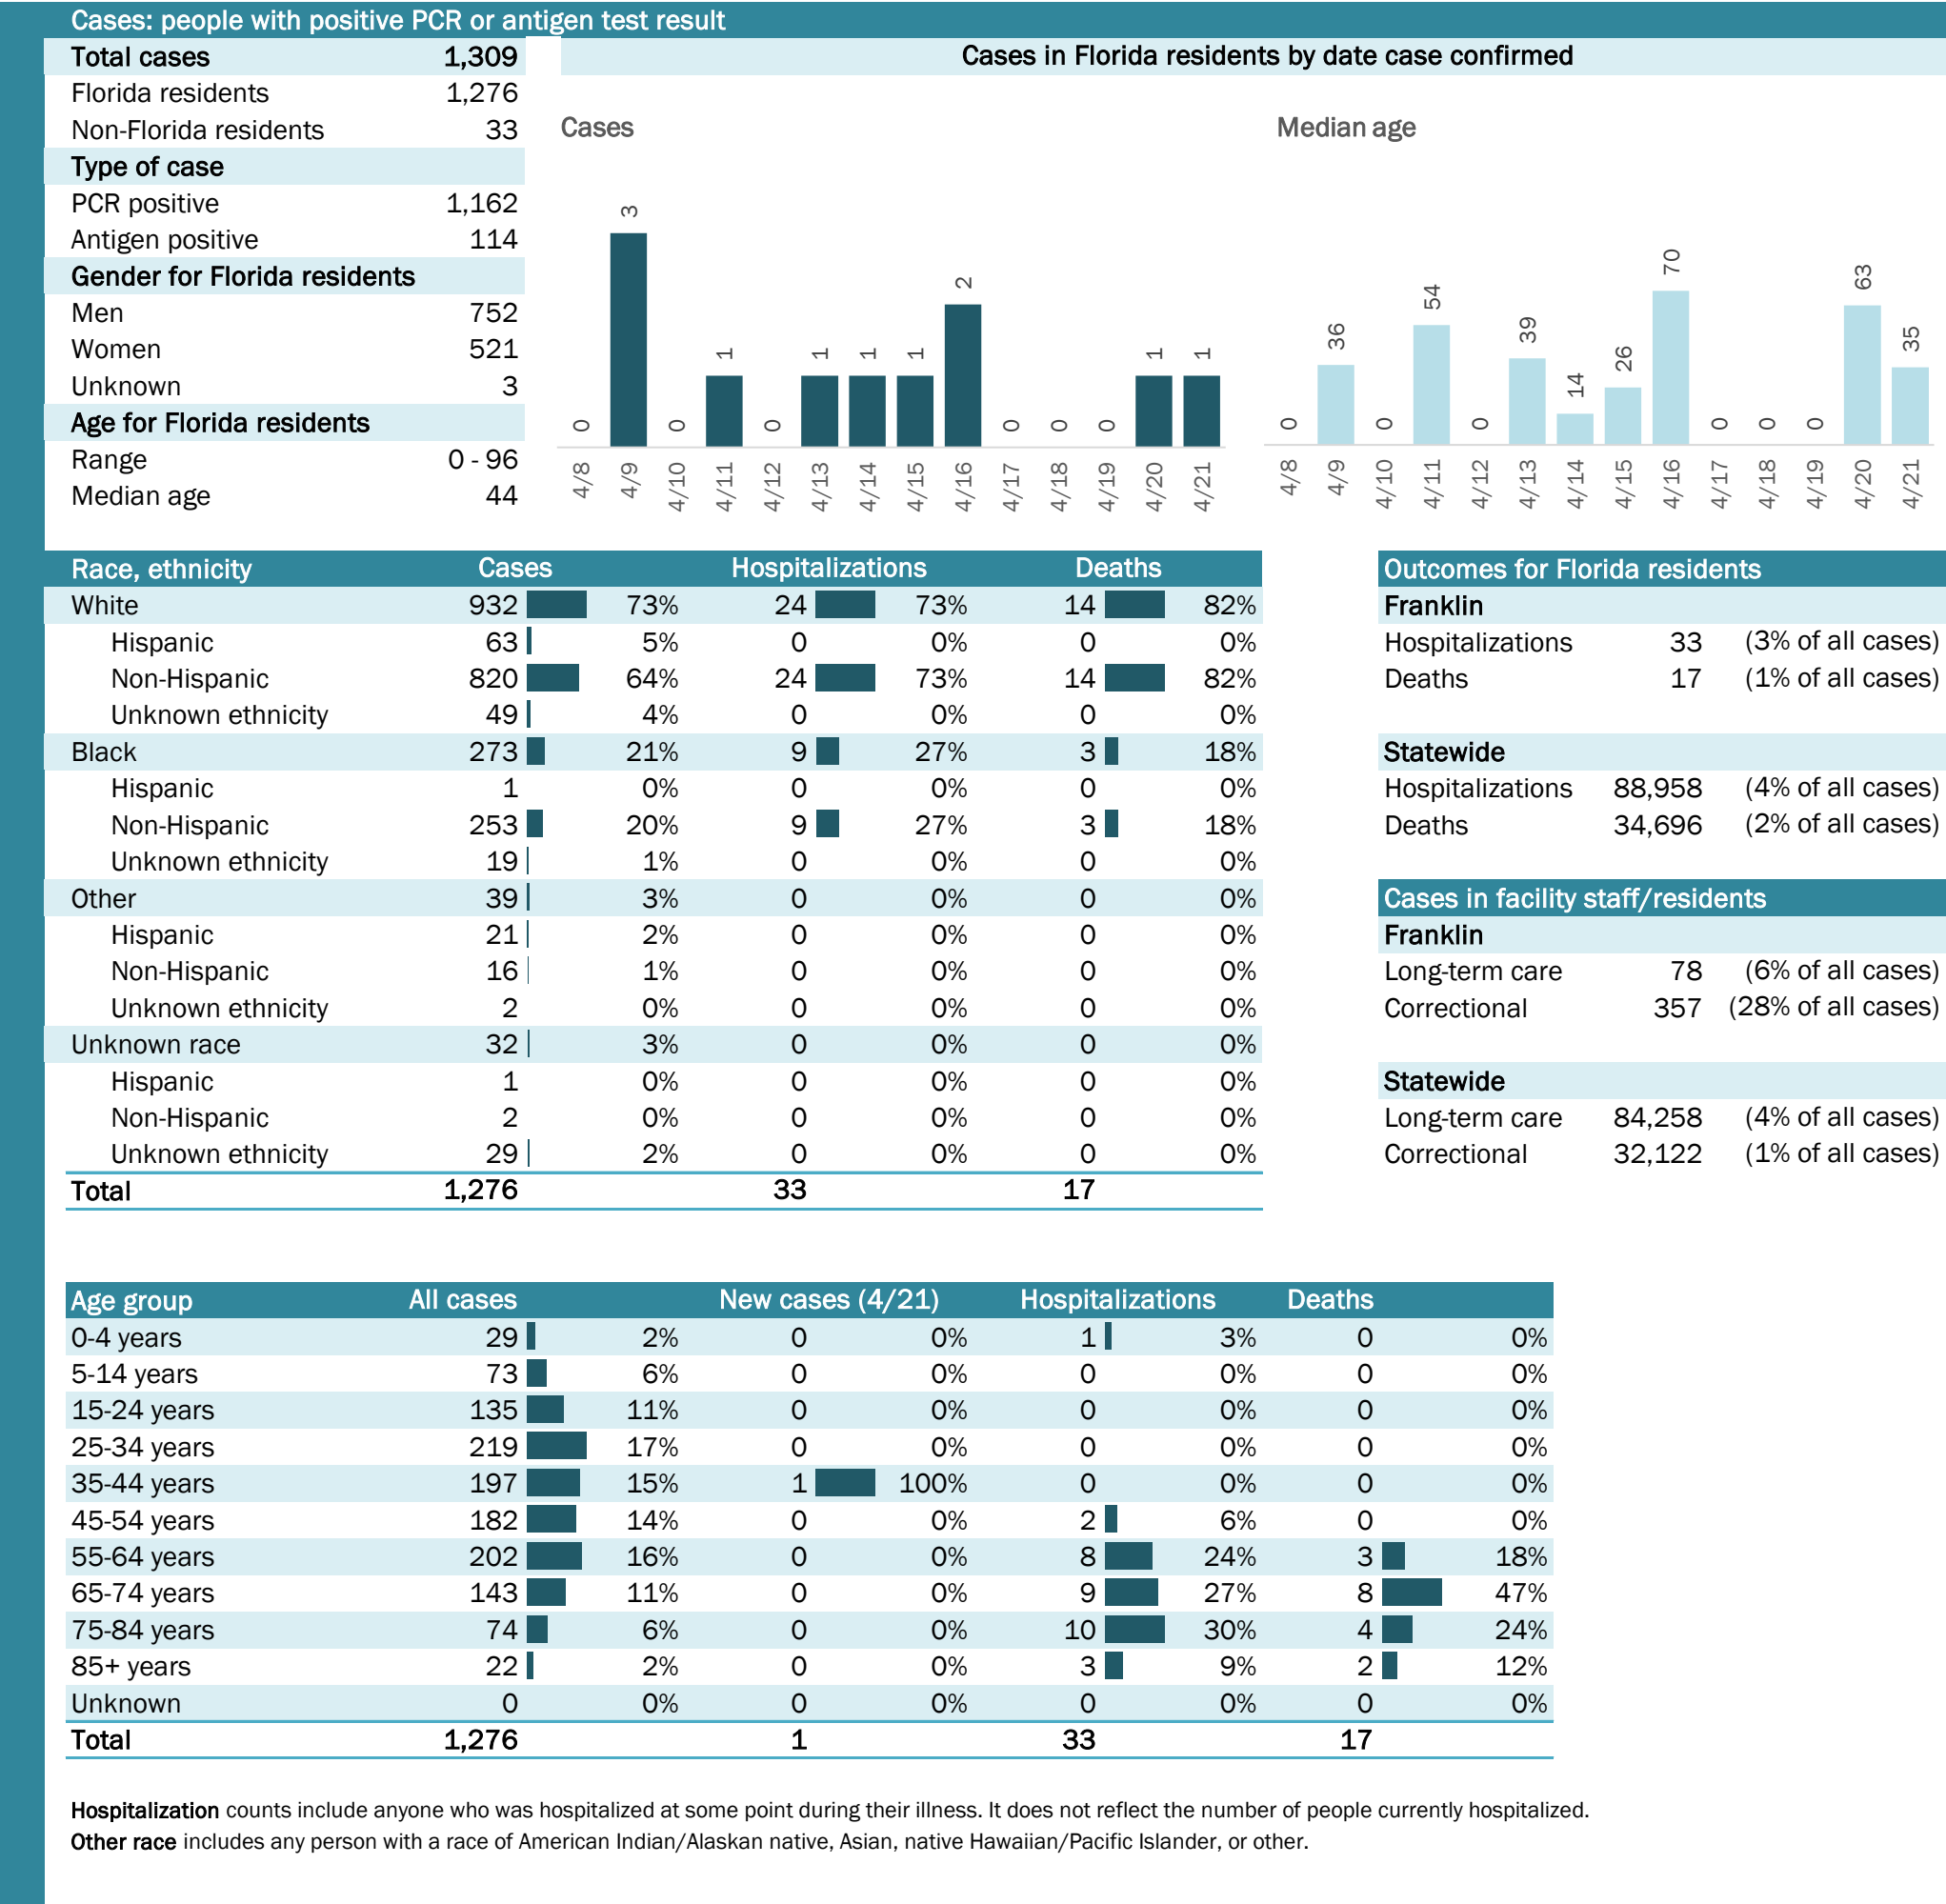 Cases: people with positive PCR or antigen test result
Total cases 1,309
Florida residents 1,276
Non-Florida residents 33
Type of case
PCR positive 1,162
Antigen positive 114
Gender for Florida residents
Men 752
Women 521
Unknown 3
Age for Florida residents
Range 0 - 96
Median age 44
Cases in Florida residents by date case confirmed
Cases
0 3 0 1 0 1 1 1 2 0 0 0 1 1
4/8 4/9 4/10 4/11 4/12 4/13 4/14 4/15 4/16 4/17 4/18 4/19 4/20 4/21
Median age
0 36 0 54 0 39 14 26 70 0 0 0 63 35
4/8 4/9 4/10 4/11 4/12 4/13 4/14 4/15 4/16 4/17 4/18 4/19 4/20 4/21
Race, ethnicity Cases Hospitalizations Deaths
White 932 73% 24 73% 14 82%
Hispanic 63 5% 0 0% 0 0%
Non-Hispanic 820 64% 24 73% 14 82%
Unknown ethnicity 49 4% 0 0% 0 0%
Black 273 21% 9 27% 3 18%
Hispanic 1 0% 0 0% 0 0%
Non-Hispanic 253 20% 9 27% 3 18%
Unknown ethnicity 19 1% 0 0% 0 0%
Other 39 3% 0 0% 0 0%
Hispanic 21 2% 0 0% 0 0%
Non-Hispanic 16 1% 0 0% 0 0%
Unknown ethnicity 2 0% 0 0% 0 0%
Unknown race 32 3% 0 0% 0 0%
Hispanic 1 0% 0 0% 0 0%
Non-Hispanic 2 0% 0 0% 0 0%
Unknown ethnicity 29 2% 0 0% 0 0%
Total 1,276 33 17
Outcomes for Florida residents
Franklin
Hospitalizations 33 (3% of all cases)
Deaths 17 (1% of all cases)
Statewide
Hospitalizations 88,958 (4% of all cases)
Deaths 34,696 (2% of all cases)
Cases in facility staff/residents
Franklin
Long-term care 78 (6% of all cases)
Correctional 357 (28% of all cases)
Statewide
Long-term care 84,258 (4% of all cases)
Correctional 32,122 (1% of all cases)
Age group All cases New cases (4/21) Hospitalizations Deaths
0-4 years 29 2% 0 0% 1 3% 0 0%
5-14 years 73 6% 0 0% 0 0% 0 0%
15-24 years 135 11% 0 0% 0 0% 0 0%
25-34 years 219 17% 0 0% 0 0% 0 0%
35-44 years 197 15% 1 100% 0 0% 0 0%
45-54 years 182 14% 0 0% 2 6% 0 0%
55-64 years 202 16% 0 0% 8 24% 3 18%
65-74 years 143 11% 0 0% 9 27% 8 47%
75-84 years 74 6% 0 0% 10 30% 4 24%
85+ years 22 2% 0 0% 3 9% 2 12%
Unknown 0 0% 0 0% 0 0% 0 0%
Total 1,276 1 33 17
Hospitalization counts include anyone who was hospitalized at some point during their illness. It does not reflect the number of people currently hospitalized.
Other race includes any person with a race of American Indian/Alaskan native, Asian, native Hawaiian/Pacific Islander, or other.